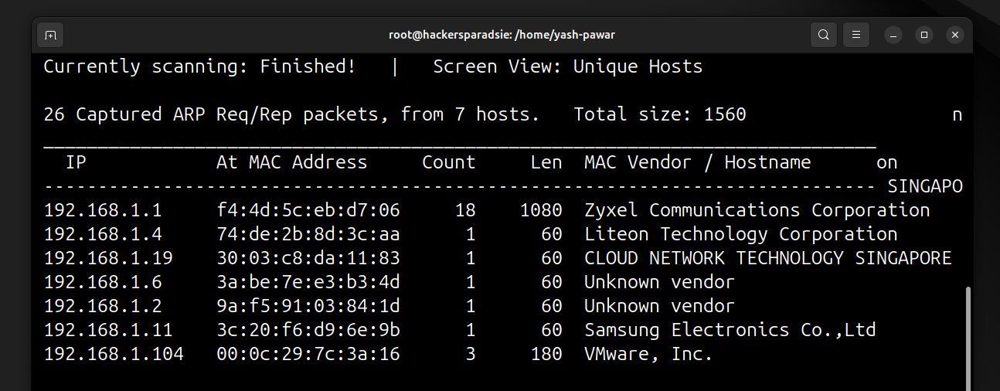 root@hackersparadsie: /home/yash-pawar
Currently scanning: Finished!   |   Screen View: Unique Hosts
26 Captured ARP Req/Rep packets, from 7 hosts.   Total size: 1560                   n
_____________________________________________________________________________
  IP            At MAC Address     Count     Len  MAC Vendor / Hostname      on
----------------------------------------------------------------------------- SINGAPO
192.168.1.1     f4:4d:5c:eb:d7:06     18    1080  Zyxel Communications Corporation
192.168.1.4     74:de:2b:8d:3c:aa      1      60  Liteon Technology Corporation
192.168.1.19    30:03:c8:da:11:83      1      60  CLOUD NETWORK TECHNOLOGY SINGAPORE
192.168.1.6     3a:be:7e:e3:b3:4d      1      60  Unknown vendor
192.168.1.2     9a:f5:91:03:84:1d      1      60  Unknown vendor
192.168.1.11    3c:20:f6:d9:6e:9b      1      60  Samsung Electronics Co.,Ltd
192.168.1.104   00:0c:29:7c:3a:16      3     180  VMware, Inc.